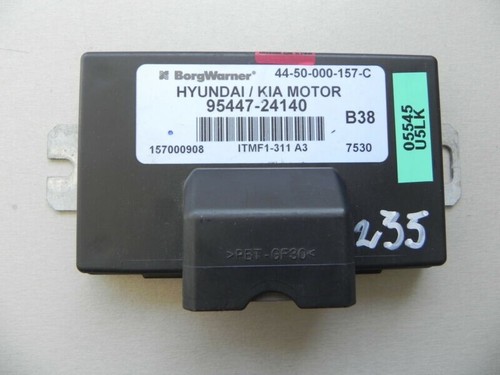 BorgWarner 44-50-000-157-C
HYUNDAI / KIA MOTOR
95447-24140
B38
157000908 ITMF1-311 A3 7530
05545
U5LK
>PBT-GF30<
235